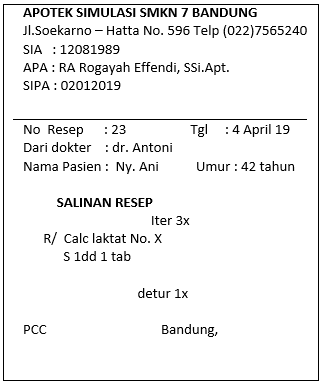 APOTEK SIMULASI SMKN 7 BANDUNG
Jl.Soekarno – Hatta No. 596 Telp (022)7565240
SIA : 12081989
APA : RA Rogayah Effendi, SSi.Apt.
SIPA : 02012019
No Resep : 23 Tgl : 4 April 19
Dari dokter : dr. Antoni
Nama Pasien : Ny. Ani Umur : 42 tahun
SALINAN RESEP
Iter 3x
R/ Calc laktat No. X
S 1dd 1 tab
detur 1x
PCC Bandung,